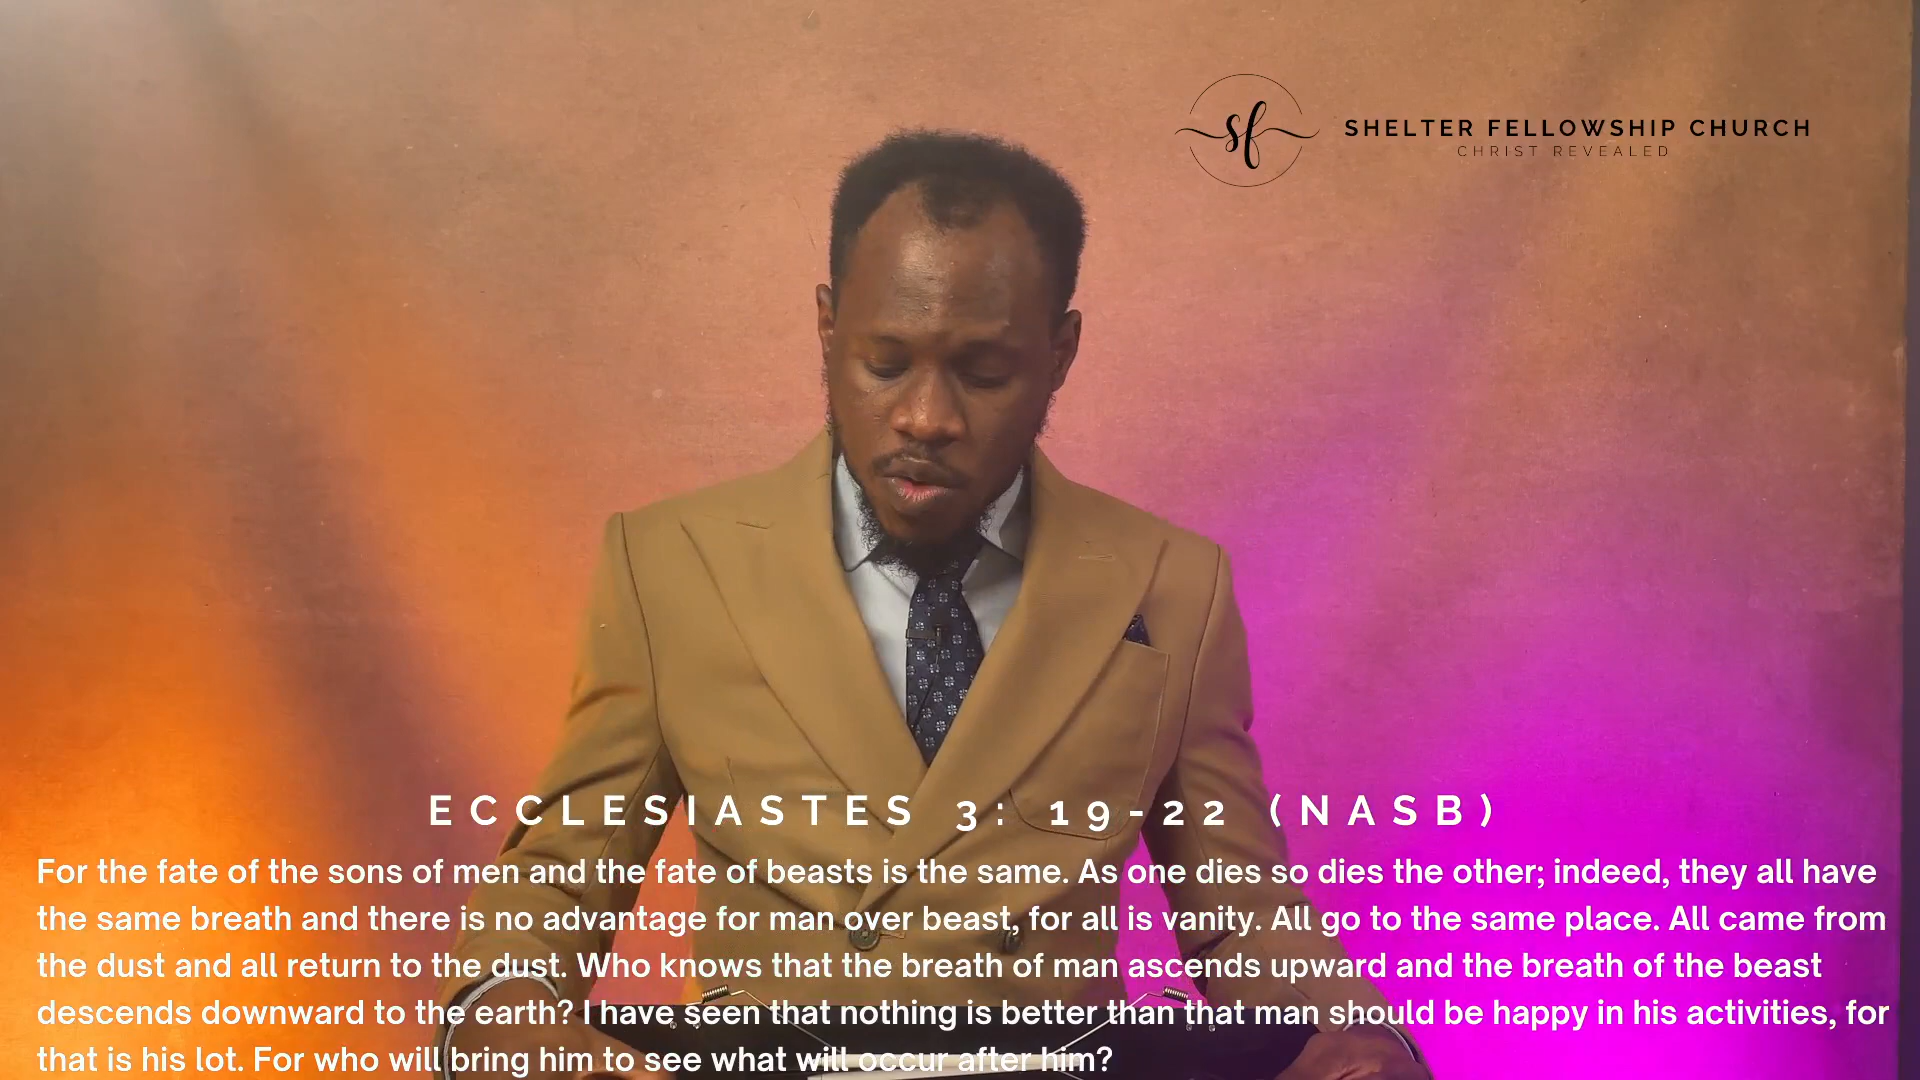 sf
SHELTER FELLOWSHIP CHURCH
CHRIST REVEALED
ECCLESIASTES 3: 19-22 (NASB)
For the fate of the sons of men and the fate of beasts is the same. As one dies so dies the other; indeed, they all have
the same breath and there is no advantage for man over beast, for all is vanity. All go to the same place. All came from
the dust and all return to the dust. Who knows that the breath of man ascends upward and the breath of the beast
descends downward to the earth? I have seen that nothing is better than that man should be happy in his activities, for
that is his lot. For who will bring him to see what will occur after him?